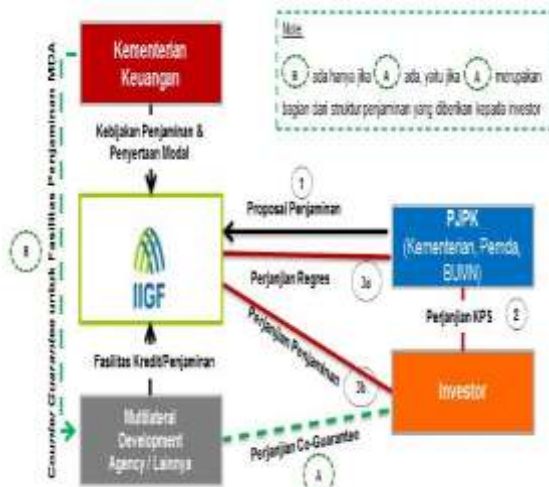 Kementerian
Keuangan
Note:
B ada hanya jika A ada, yaitu jika A merupakan
bagian dari struktur penjaminan yang diberikan kepada investor
Kebijakan Penjaminan &
Penyertaan Modal
1
Proposal Penjaminan
IIGF
PJPK
(Kementerian, Pemda,
BUMN)
Perjanjian Regres
3a
Perjanjian KPS
2
Perjanjian Penjaminan
3b
Fasilitas Kredit/Penjaminan
Investor
Multilateral
Development
Agency / Lainnya
Perjanjian Co-Guarantee
A
B
Counter Guarantee untuk Fasilitas Penjaminan MDA